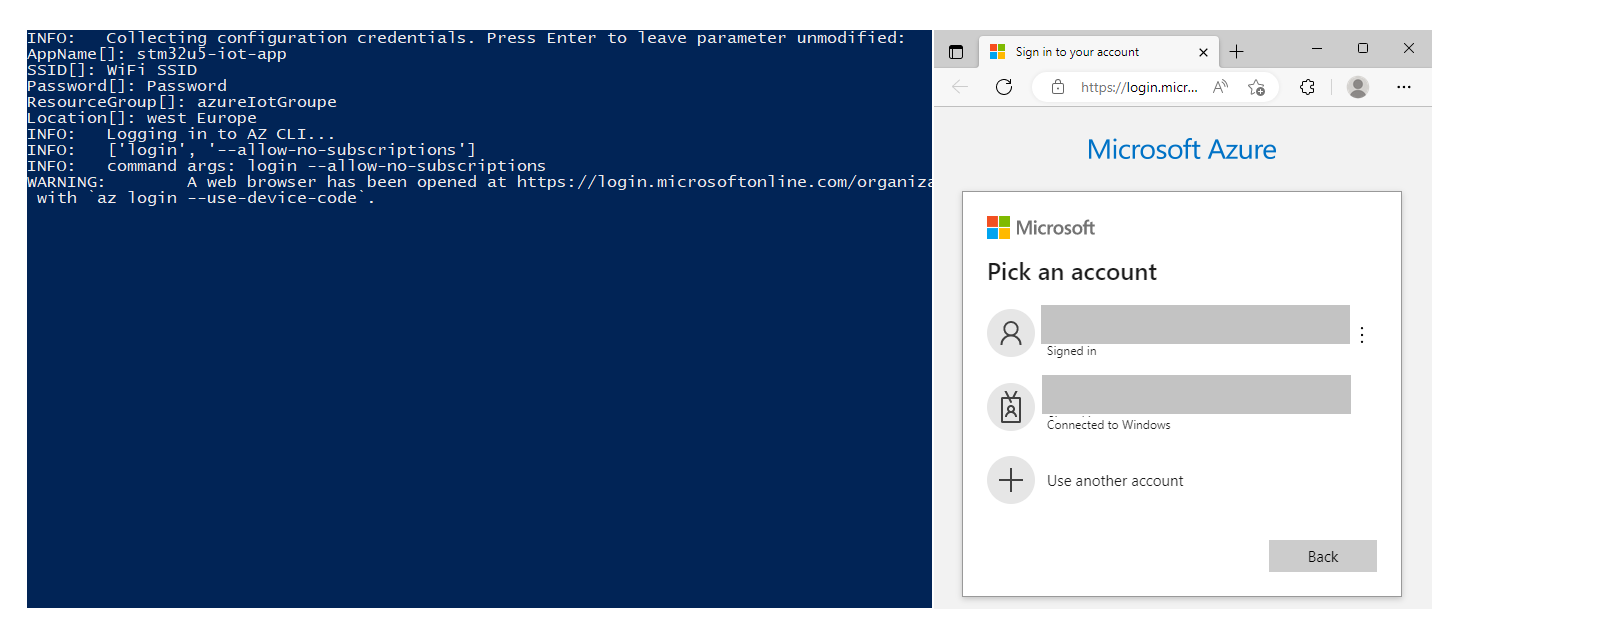 INFO: Collecting configuration credentials. Press Enter to leave parameter unmodified:
AppName[]: stm32u5-iot-app
SSID[]: WiFi SSID
Password[]: Password
ResourceGroup[]: azureIotGroupe
Location[]: west Europe
INFO: Logging in to AZ CLI...
INFO: ['login', '--allow-no-subscriptions']
INFO: command args: login --allow-no-subscriptions
WARNING: A web browser has been opened at https://login.microsoftonline.com/organiza
with `az login --use-device-code`.
Sign in to your account
https://login.micr...
Microsoft Azure
Microsoft
Pick an account
Signed in
Connected to Windows
Use another account
Back